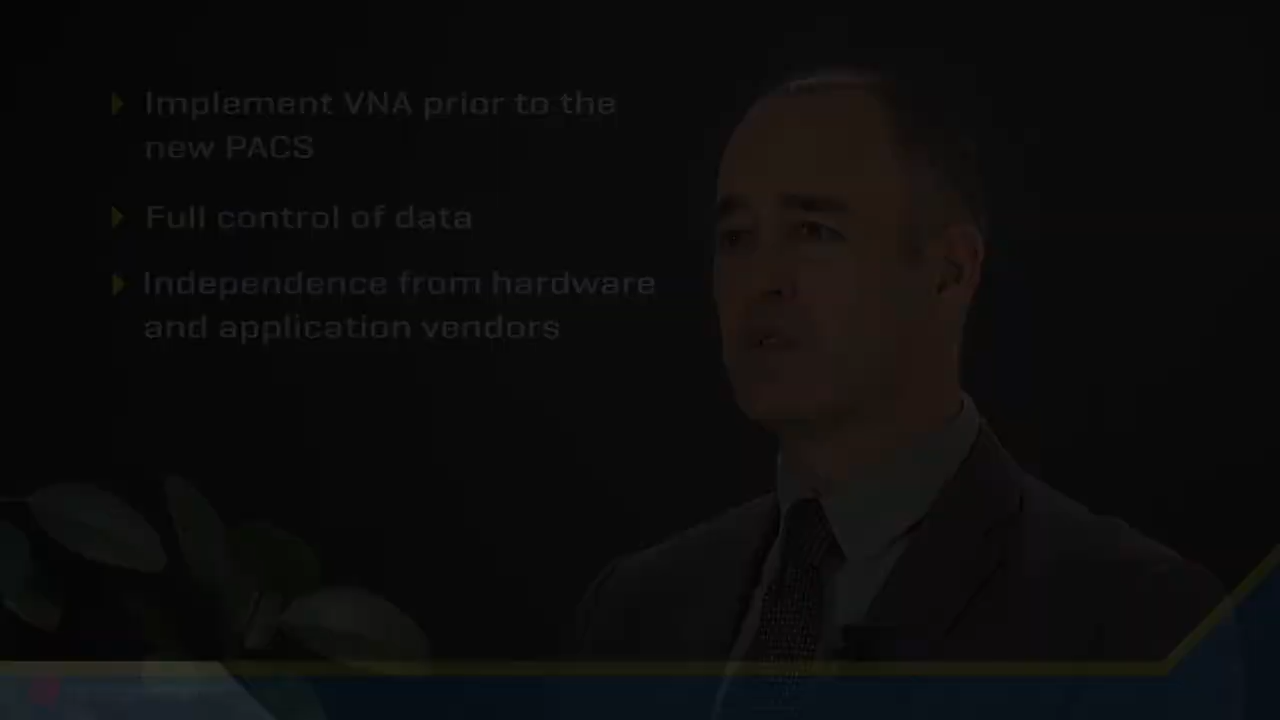 Implement VNA prior to the
new PACS
Full control of data
Independence from hardware
and application vendors